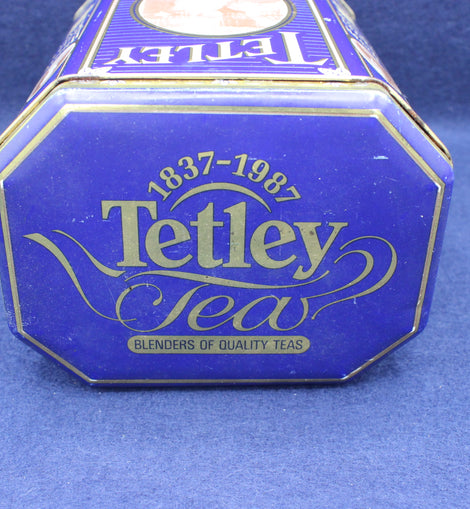 TETLEY
1837-1987
Tetley
Tea
BLENDERS OF QUALITY TEAS